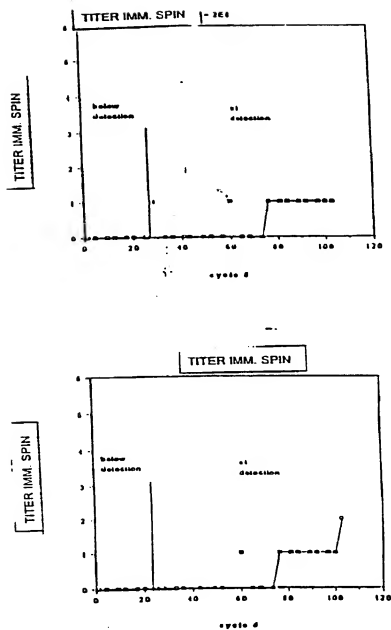 TITER IMM. SPIN
6
5
4
3
2
1
0
TITER IMM. SPIN
below
detection
at
detection
0 20 40 60 80 100 120
cycle #
TITER IMM. SPIN
6
5
4
3
2
1
0
TITER IMM. SPIN
below
detection
at
detection
0 20 40 60 80 100 120
cycle #